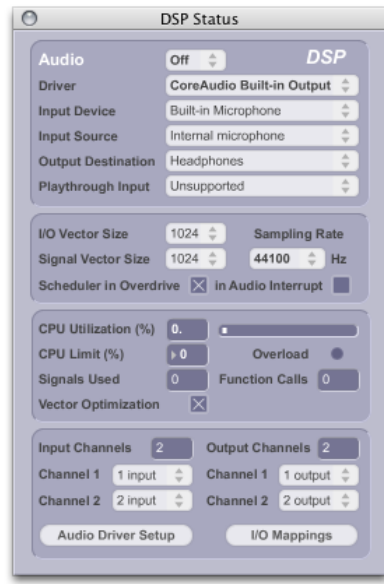 DSP Status
Audio Off DSP
Driver CoreAudio Built-in Output
Input Device Built-in Microphone
Input Source Internal microphone
Output Destination Headphones
Playthrough Input Unsupported
I/O Vector Size 1024 Sampling Rate
Signal Vector Size 1024 44100 Hz
Scheduler in Overdrive in Audio Interrupt
CPU Utilization (%) 0.
CPU Limit (%) 0 Overload
Signals Used 0 Function Calls 0
Vector Optimization
Input Channels 2 Output Channels 2
Channel 1 1 input Channel 1 1 output
Channel 2 2 input Channel 2 2 output
Audio Driver Setup I/O Mappings